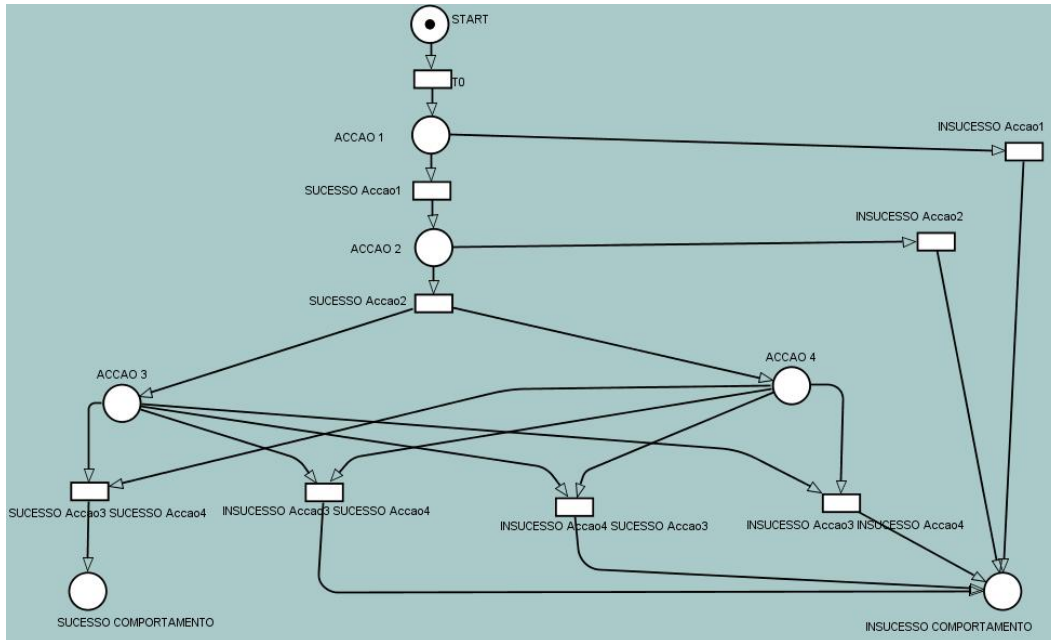 START
T0
ACCAO 1
INSUCESSO Accao1
SUCESSO Accao1
INSUCESSO Accao2
ACCAO 2
SUCESSO Accao2
ACCAO 3
ACCAO 4
SUCESSO Accao3 SUCESSO Accao4
INSUCESSO Accao3 SUCESSO Accao4
INSUCESSO Accao4 SUCESSO Accao3
INSUCESSO Accao3 INSUCESSO Accao4
SUCESSO COMPORTAMENTO
INSUCESSO COMPORTAMENTO